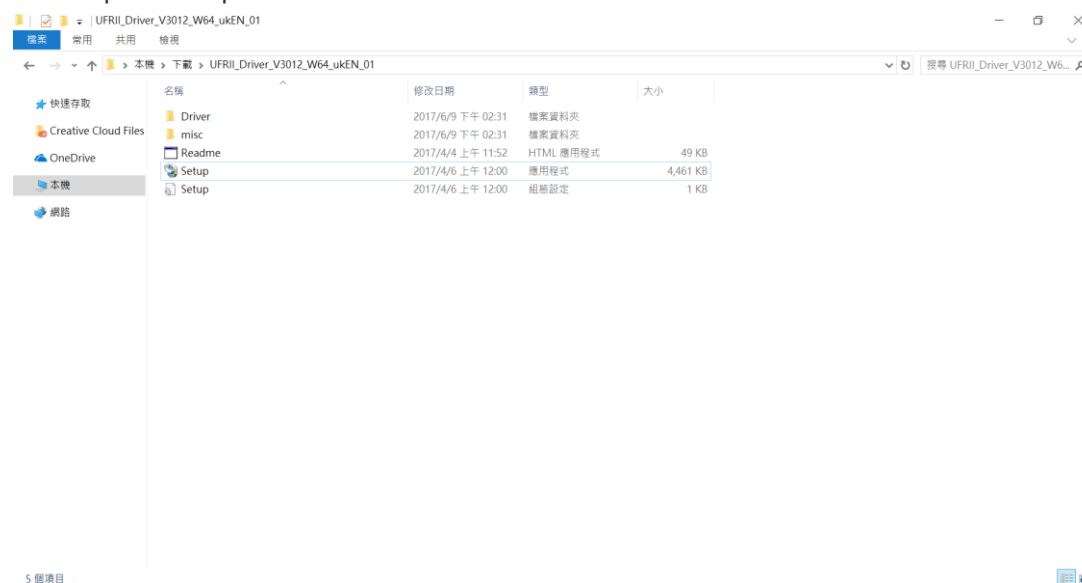 UFRII_Driver_V3012_W64_ukEN_01
檔案 常用 共用 檢視
本機 > 下載 > UFRII_Driver_V3012_W64_ukEN_01 搜尋 UFRII_Driver_V3012_W6...
名稱 修改日期 類型 大小
快速存取
Creative Cloud Files
OneDrive
本機
網路
Driver 2017/6/9 下午 02:31 檔案資料夾
misc 2017/6/9 下午 02:31 檔案資料夾
Readme 2017/4/4 上午 11:52 HTML 應用程式 49 KB
Setup 2017/4/6 上午 12:00 應用程式 4,461 KB
Setup 2017/4/6 上午 12:00 組態設定 1 KB
5 個項目